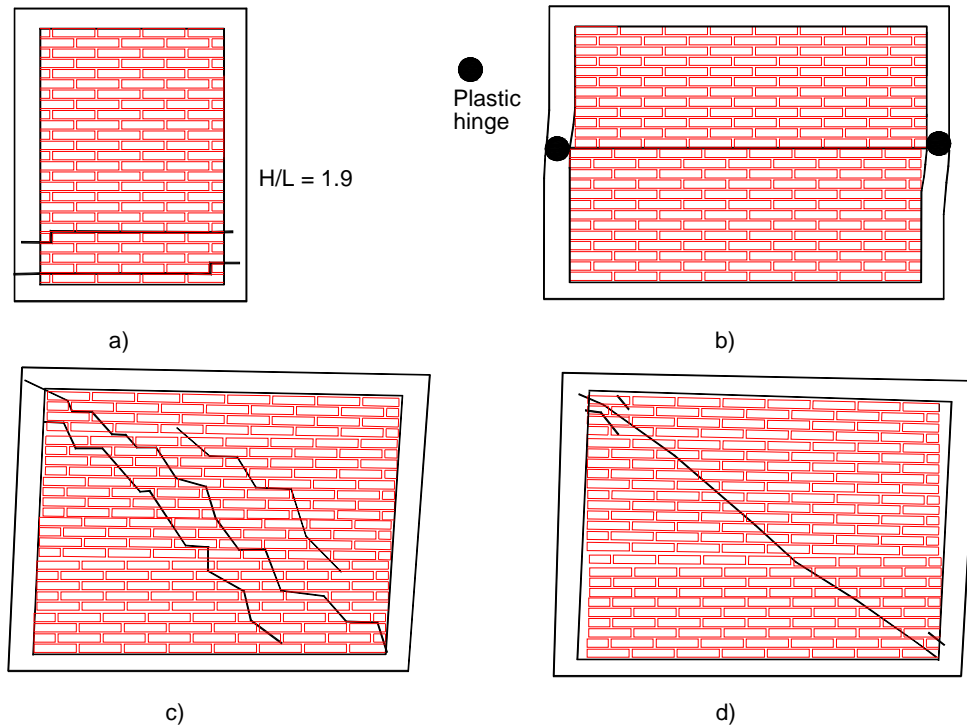 Plastic
hinge
H/L = 1.9
a)
b)
c)
d)